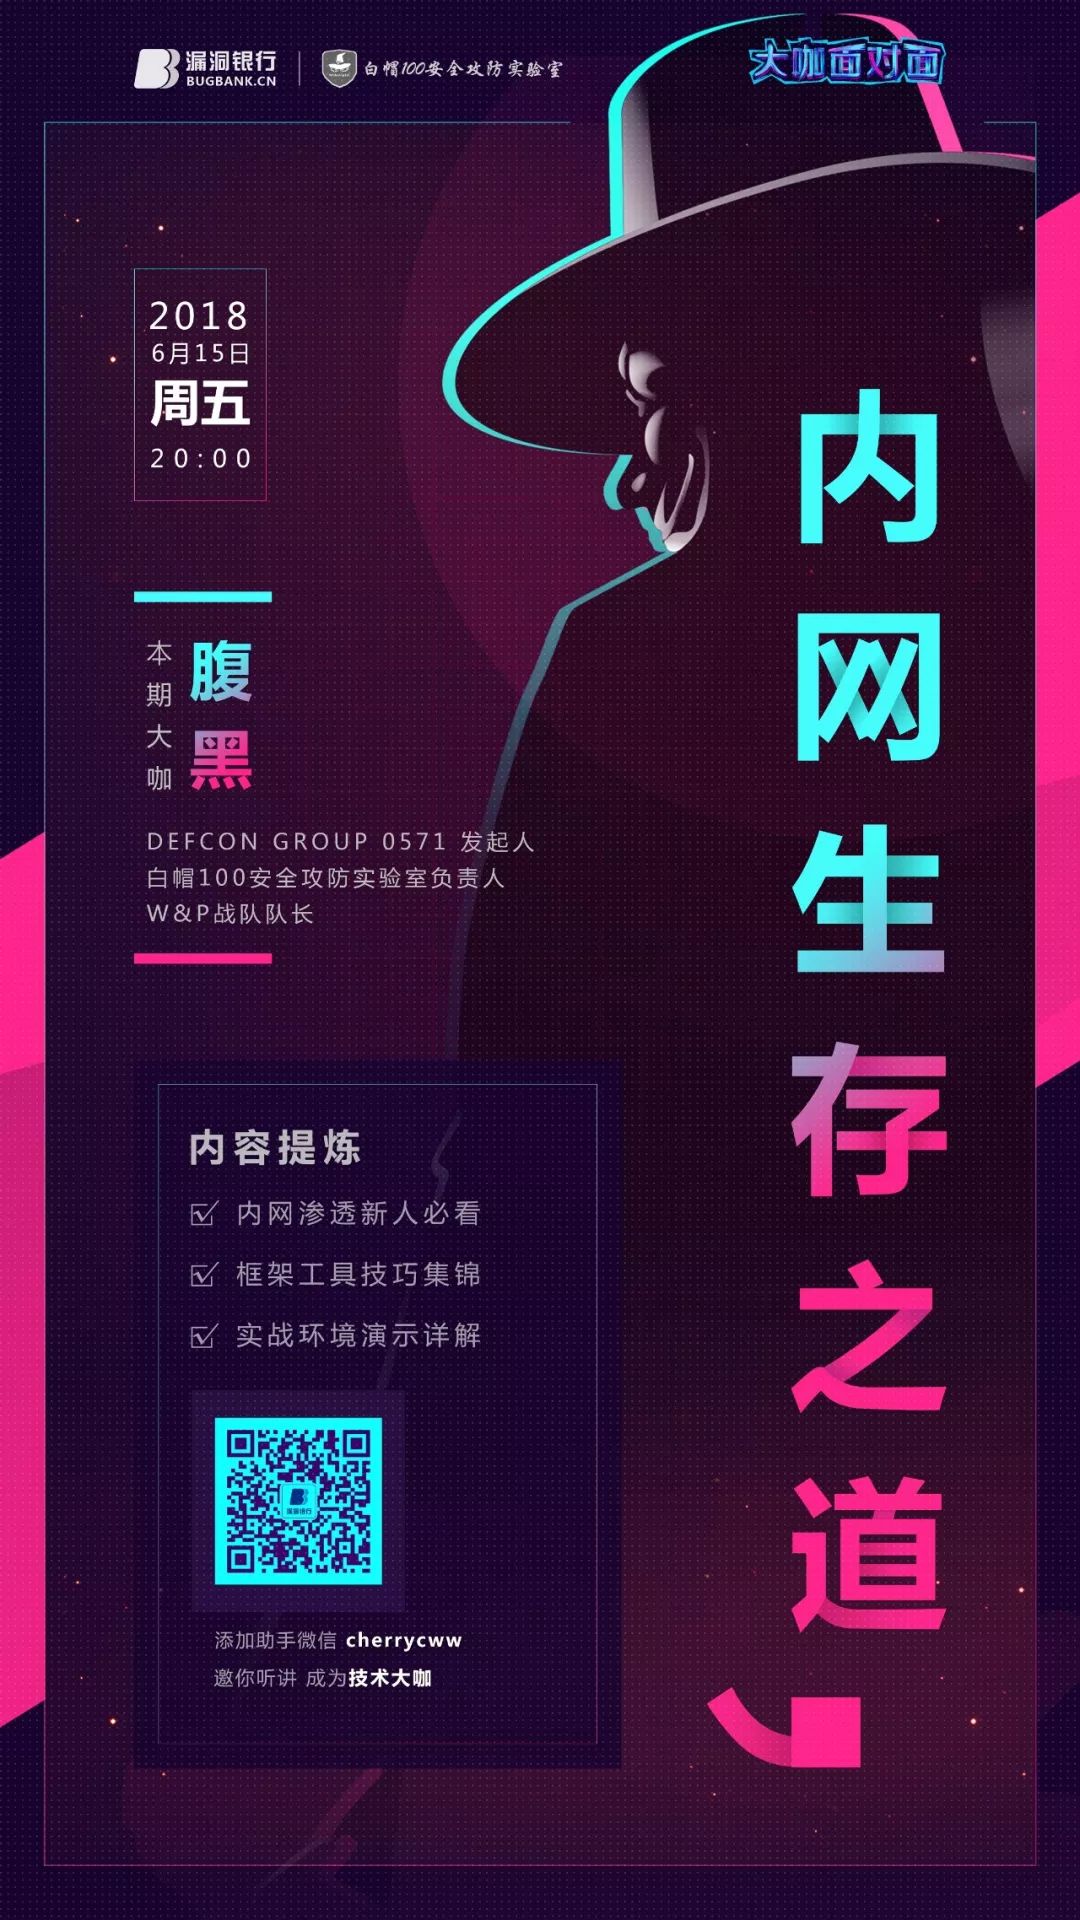 漏洞银行
BUGBANK.CN
白帽100安全攻防实验室
大咖面对面
2018
6月15日
周五
20:00
本期大咖
腹黑
DEFCON GROUP 0571 发起人
白帽100安全攻防实验室负责人
W&P战队队长
内网生存之道
内容提炼
内网渗透新人必看
框架工具技巧集锦
实战环境演示详解
漏洞银行
添加助手微信 cherrycww
邀你听讲 成为技术大咖